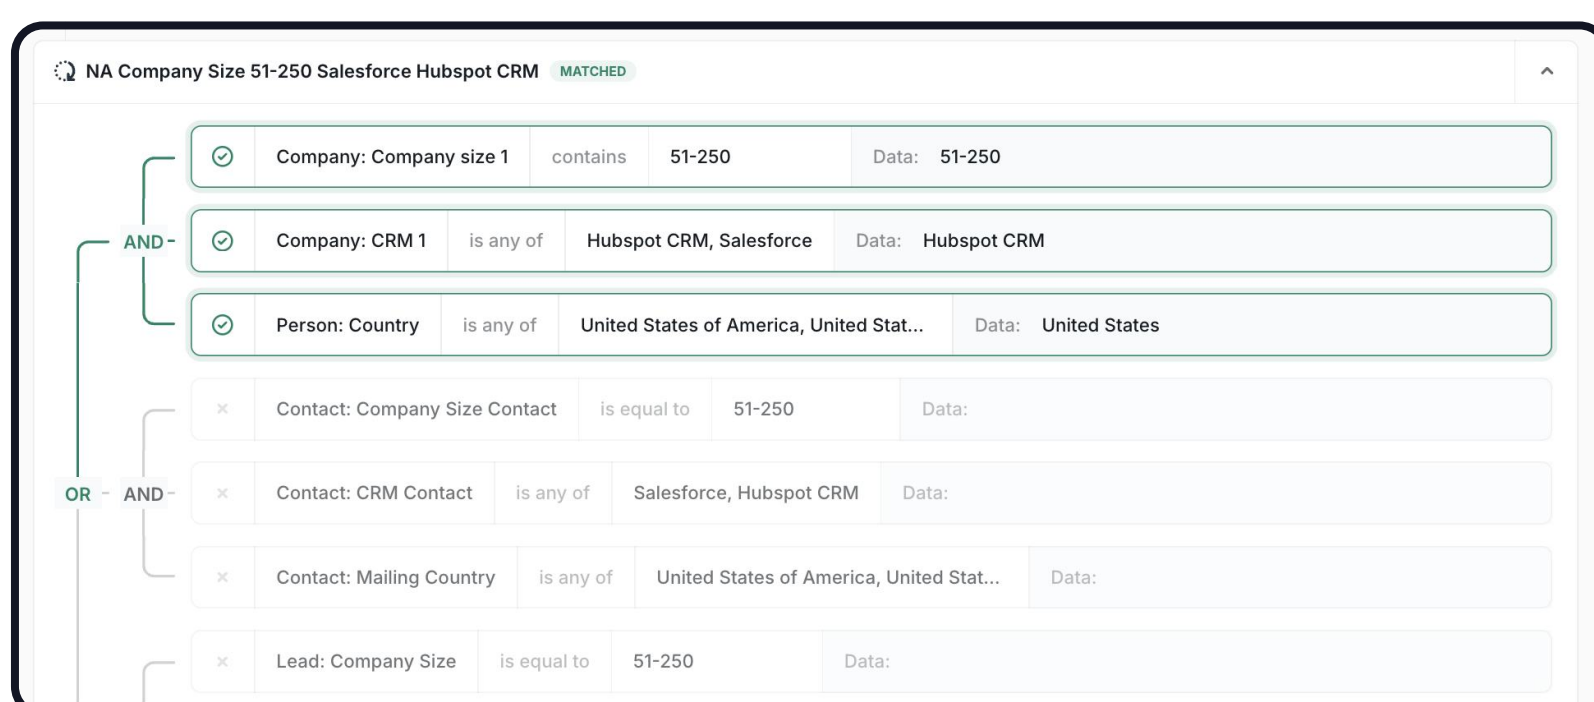 NA Company Size 51-250 Salesforce Hubspot CRM MATCHED
Company: Company size 1 contains 51-250 Data: 51-250
AND
Company: CRM 1 is any of Hubspot CRM, Salesforce Data: Hubspot CRM
Person: Country is any of United States of America, United Stat... Data: United States
Contact: Company Size Contact is equal to 51-250 Data:
OR AND
Contact: CRM Contact is any of Salesforce, Hubspot CRM Data:
Contact: Mailing Country is any of United States of America, United Stat... Data:
Lead: Company Size is equal to 51-250 Data: